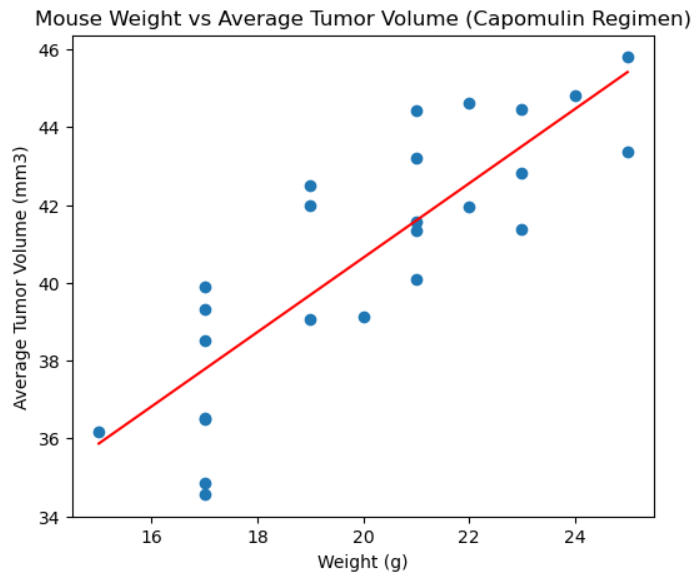 Mouse Weight vs Average Tumor Volume (Capomulin Regimen)
46
44
42
40
38
36
34
Average Tumor Volume (mm3)
16 18 20 22 24
Weight (g)